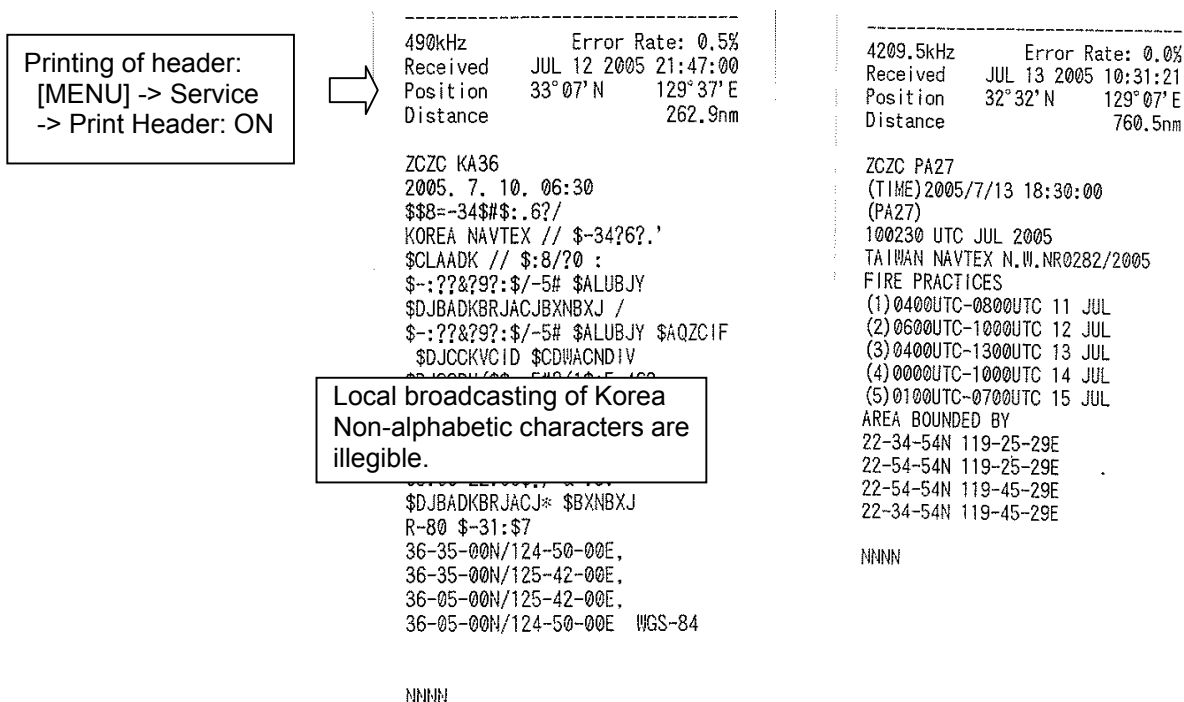 Printing of header:
[MENU] -> Service
-> Print Header: ON
490kHz Error Rate: 0.5%
Received JUL 12 2005 21:47:00
Position 33°07'N 129°37'E
Distance 262.9nm
ZCZC KA36
2005. 7. 10. 06:30
$$8=-34$#$:.6?/
KOREA NAVTEX // $-34?6?.'
$CLAADK // $:8/?0 :
$-:??&?9?:$/-5# $ALUBJY
$DJBADKBRJACJBXNBXJ /
$-:??&?9?:$/-5# $ALUBJY $AQZCIF
$DJCCKVCID $CDWACNDIV
Local broadcasting of Korea
Non-alphabetic characters are
illegible.
$DJBADKBRJACJ* $BXNBXJ
R-80 $-31:$7
36-35-00N/124-50-00E,
36-35-00N/125-42-00E,
36-05-00N/125-42-00E,
36-05-00N/124-50-00E WGS-84
NNNN
4209.5kHz Error Rate: 0.0%
Received JUL 13 2005 10:31:21
Position 32°32'N 129°07'E
Distance 760.5nm
ZCZC PA27
(TIME)2005/7/13 18:30:00
(PA27)
100230 UTC JUL 2005
TAIWAN NAVTEX N.W.NR0282/2005
FIRE PRACTICES
(1)0400UTC-0800UTC 11 JUL
(2)0600UTC-1000UTC 12 JUL
(3)0400UTC-1300UTC 13 JUL
(4)0000UTC-1000UTC 14 JUL
(5)0100UTC-0700UTC 15 JUL
AREA BOUNDED BY
22-34-54N 119-25-29E
22-54-54N 119-25-29E
22-54-54N 119-45-29E
22-34-54N 119-45-29E
NNNN